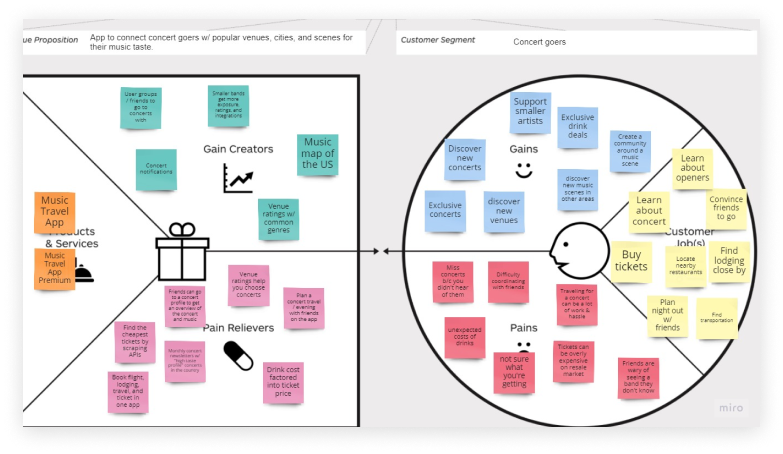 ue Proposition
App to connect concert goers w/ popular venues, cities, and scenes for
their music taste.
Customer Segment
Concert goers
User groups
/ friends to
go to
concerts
with
Smaller bands
get more
exposure,
ratings, and
integrations
Gain Creators
Music
map of
the US
Concert
notifications
Venue
ratings w/
common
genres
Music
Travel
App
Products
& Services
Music
Travel
App
Premium
Friends can
go to a concert
profile to get
an overview of
the concert
and music
Venue
ratings help
you choose
concerts
Plan a
concert travel
/ evening
with friends
on the app
Pain Relievers
Find the
cheapest
tickets by
scraping
APIs
Monthly concert
newsletters of
"high note
profile" concerts
in the country
Book flight,
lodging,
travel, and
ticket in
one app
Drink cost
factored
into ticket
price
Support
smaller
artists
Exclusive
drink
deals
Gains
Discover
new
concerts
Create a
community
around a
music
scene
Exclusive
concerts
discover
new
venues
discover
new music
scenes in
other areas
Learn
about
openers
Learn
about
concert
Convince
friends
to go
Customer
Job(s)
Buy
tickets
Locate
nearby
restaurants
Find
lodging
close by
Plan
night out
w/
friends
Find
transportation
Miss
concerts
b/c you
didn't hear
of them
Difficulty
coordinating
with friends
Traveling for
a concert
can be a lot
of work &
hassle
Pains
unexpected
costs of
drinks
not sure
what
you're
getting
Tickets can
be overly
expensive
on resale
market
Friends are
wary of
seeing a
band they
don't know
miro